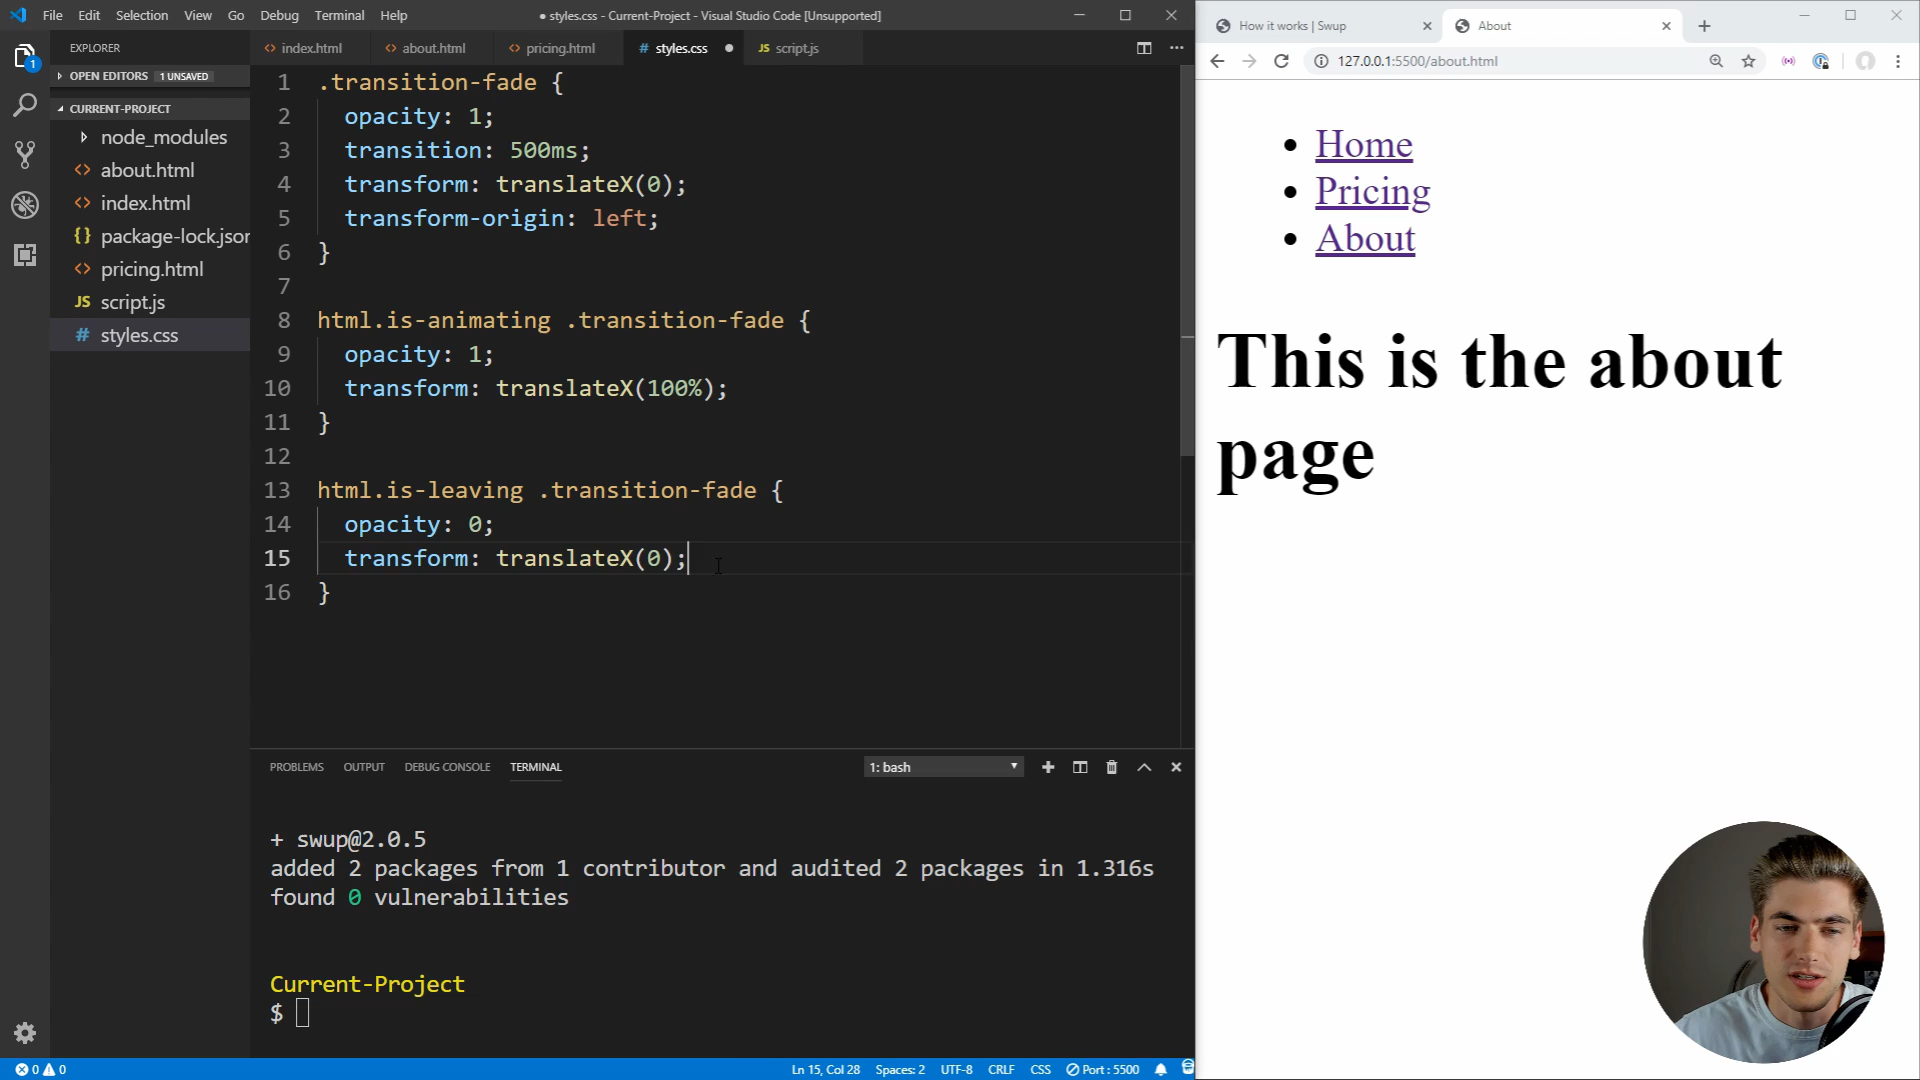 File Edit Selection View Go Debug Terminal Help
● styles.css - Current-Project - Visual Studio Code [Unsupported]
EXPLORER
OPEN EDITORS 1 UNSAVED
CURRENT-PROJECT
node_modules
<> about.html
<> index.html
{} package-lock.json
<> pricing.html
JS script.js
# styles.css
1
<> index.html
<> about.html
<> pricing.html
# styles.css ●
JS script.js
1 .transition-fade {
2 opacity: 1;
3 transition: 500ms;
4 transform: translateX(0);
5 transform-origin: left;
6 }
7
8 html.is-animating .transition-fade {
9 opacity: 1;
10 transform: translateX(100%);
11 }
12
13 html.is-leaving .transition-fade {
14 opacity: 0;
15 transform: translateX(0);
16 }
PROBLEMS OUTPUT DEBUG CONSOLE TERMINAL
1: bash
+ swup@2.0.5
added 2 packages from 1 contributor and audited 2 packages in 1.316s
found 0 vulnerabilities
Current-Project
$
0 0
Ln 15, Col 28 Spaces: 2 UTF-8 CRLF CSS Port : 5500
How it works | Swup
About
127.0.0.1:5500/about.html
• Home
• Pricing
• About
This is the about
page